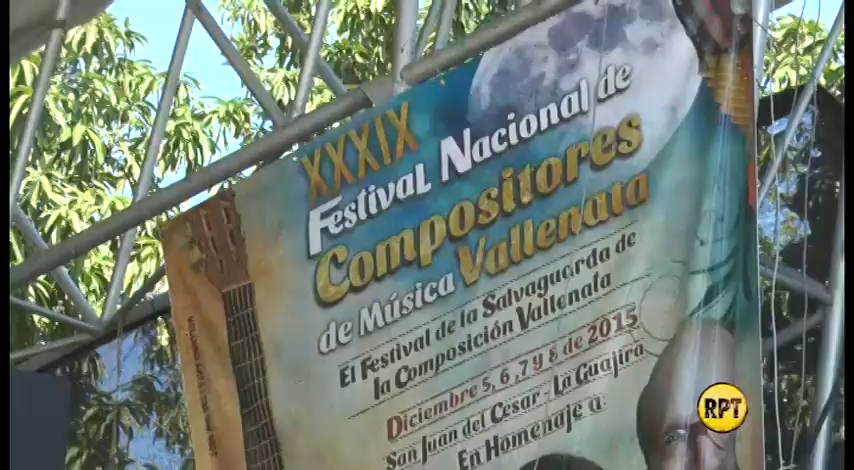 XXXIX
Festival Nacional de
Compositores
de Música Vallenata
El Festival de la Salvaguarda de
la Composición Vallenata
Diciembre 5, 6, 7 y 8 de 2015
San Juan del Cesar - La Guajira
En Homenaje a:
RPT